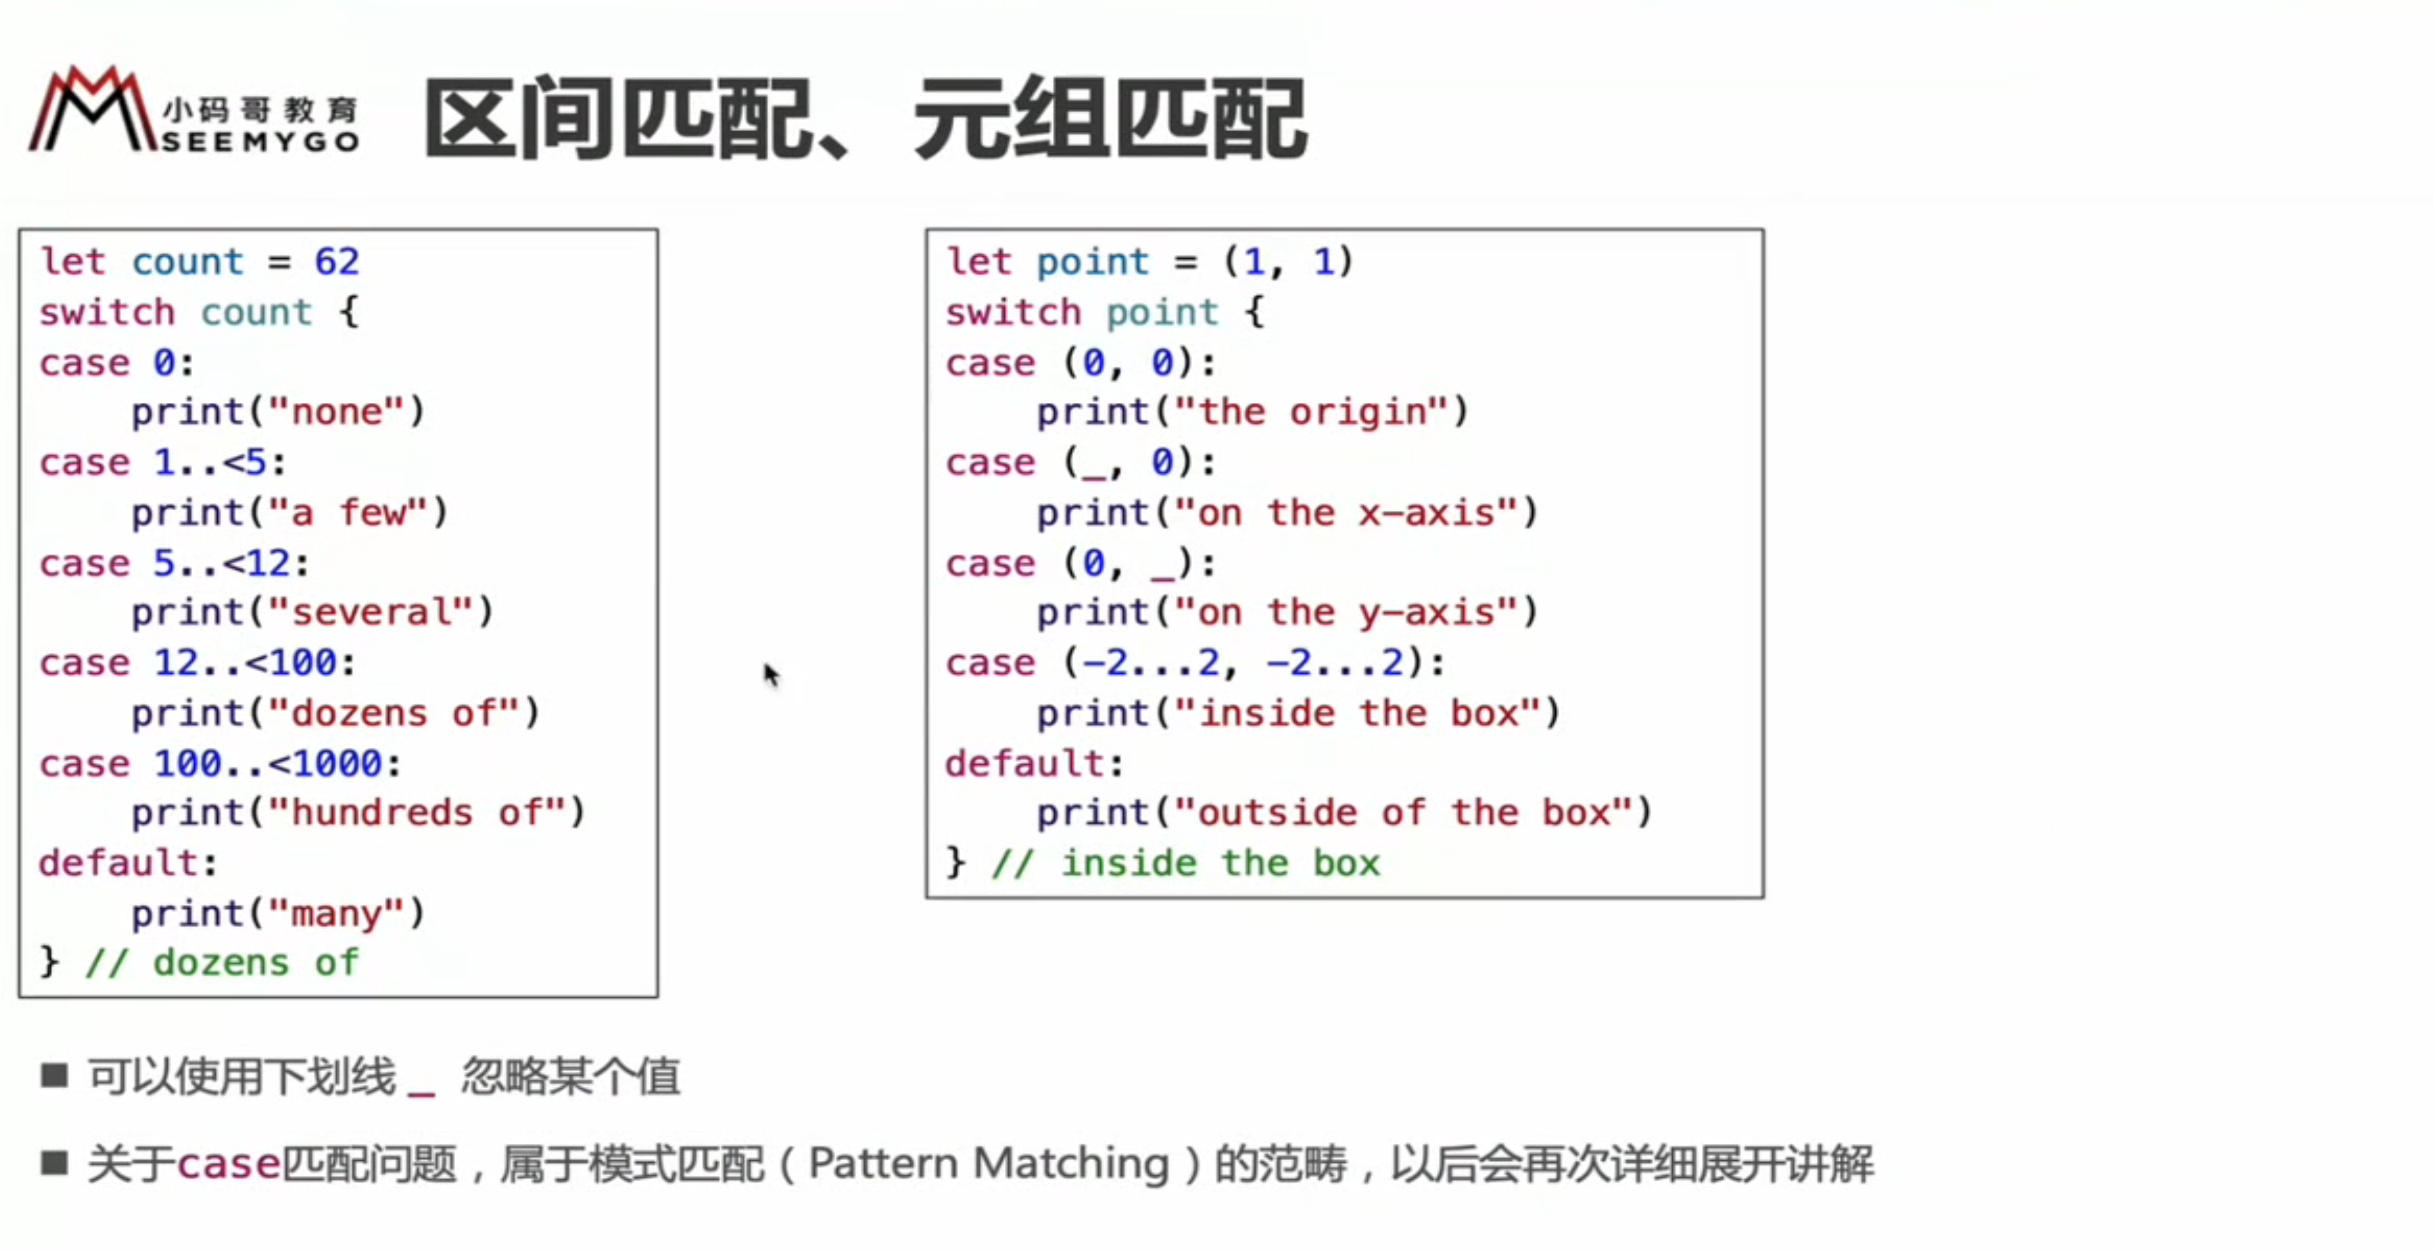 小码哥教育
SEEMYGO
区间匹配、元组匹配
let count = 62
switch count {
case 0:
    print("none")
case 1..<5:
    print("a few")
case 5..<12:
    print("several")
case 12..<100:
    print("dozens of")
case 100..<1000:
    print("hundreds of")
default:
    print("many")
} // dozens of
let point = (1, 1)
switch point {
case (0, 0):
    print("the origin")
case (_, 0):
    print("on the x-axis")
case (0, _):
    print("on the y-axis")
case (-2...2, -2...2):
    print("inside the box")
default:
    print("outside of the box")
} // inside the box
■ 可以使用下划线 _ 忽略某个值
■ 关于case匹配问题，属于模式匹配（Pattern Matching）的范畴，以后会再次详细展开讲解